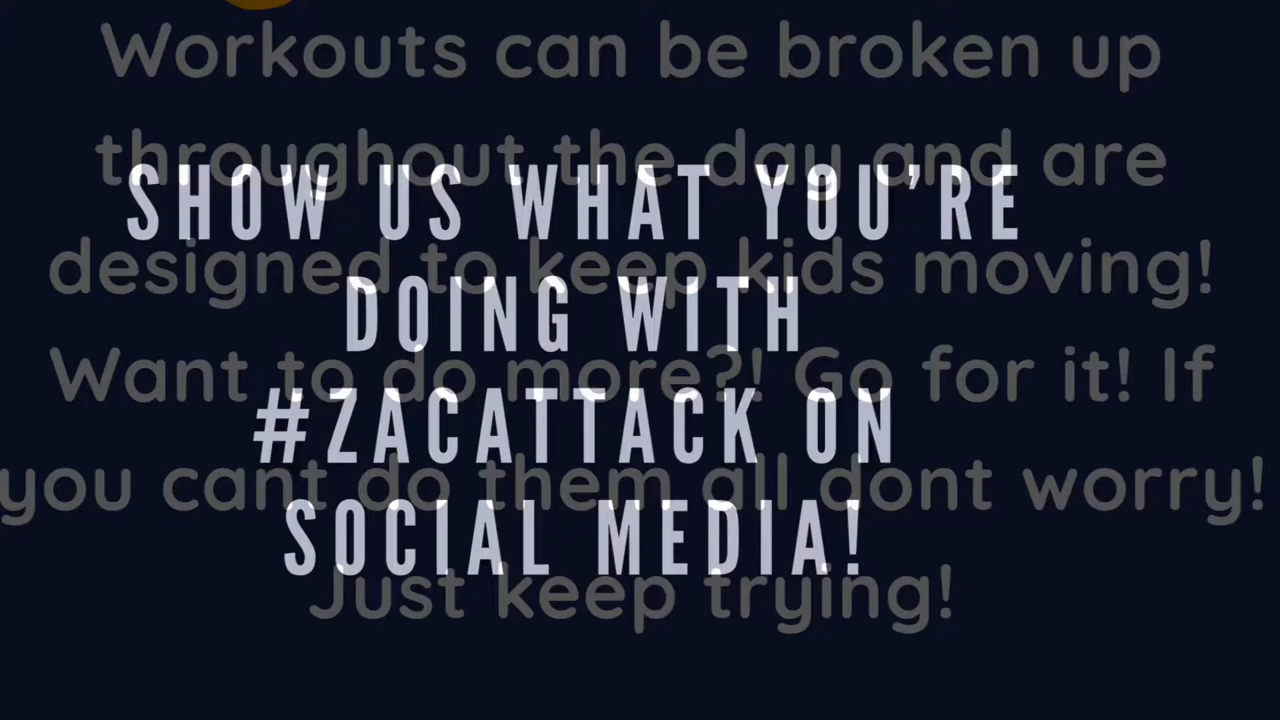 Workouts can be broken up
throughout the day and are
designed to keep kids moving!
Want to do more?! Go for it! If
you cant do them all dont worry!
Just keep trying!
SHOW US WHAT YOU'RE
DOING WITH
#ZACATTACK ON
SOCIAL MEDIA!